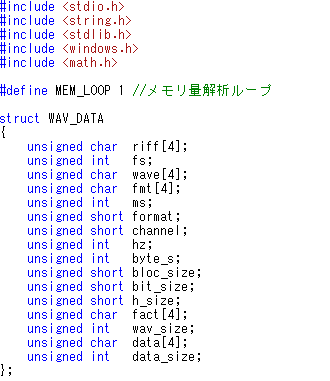 #include <stdio.h>
#include <string.h>
#include <stdlib.h>
#include <windows.h>
#include <math.h>
#define MEM_LOOP 1 //メモリ量解析ループ
struct WAV_DATA
{
unsigned char riff[4];
unsigned int fs;
unsigned char wave[4];
unsigned char fmt[4];
unsigned int ms;
unsigned short format;
unsigned short channel;
unsigned int hz;
unsigned int byte_s;
unsigned short bloc_size;
unsigned short bit_size;
unsigned short h_size;
unsigned char fact[4];
unsigned int wav_size;
unsigned char data[4];
unsigned int data_size;
};